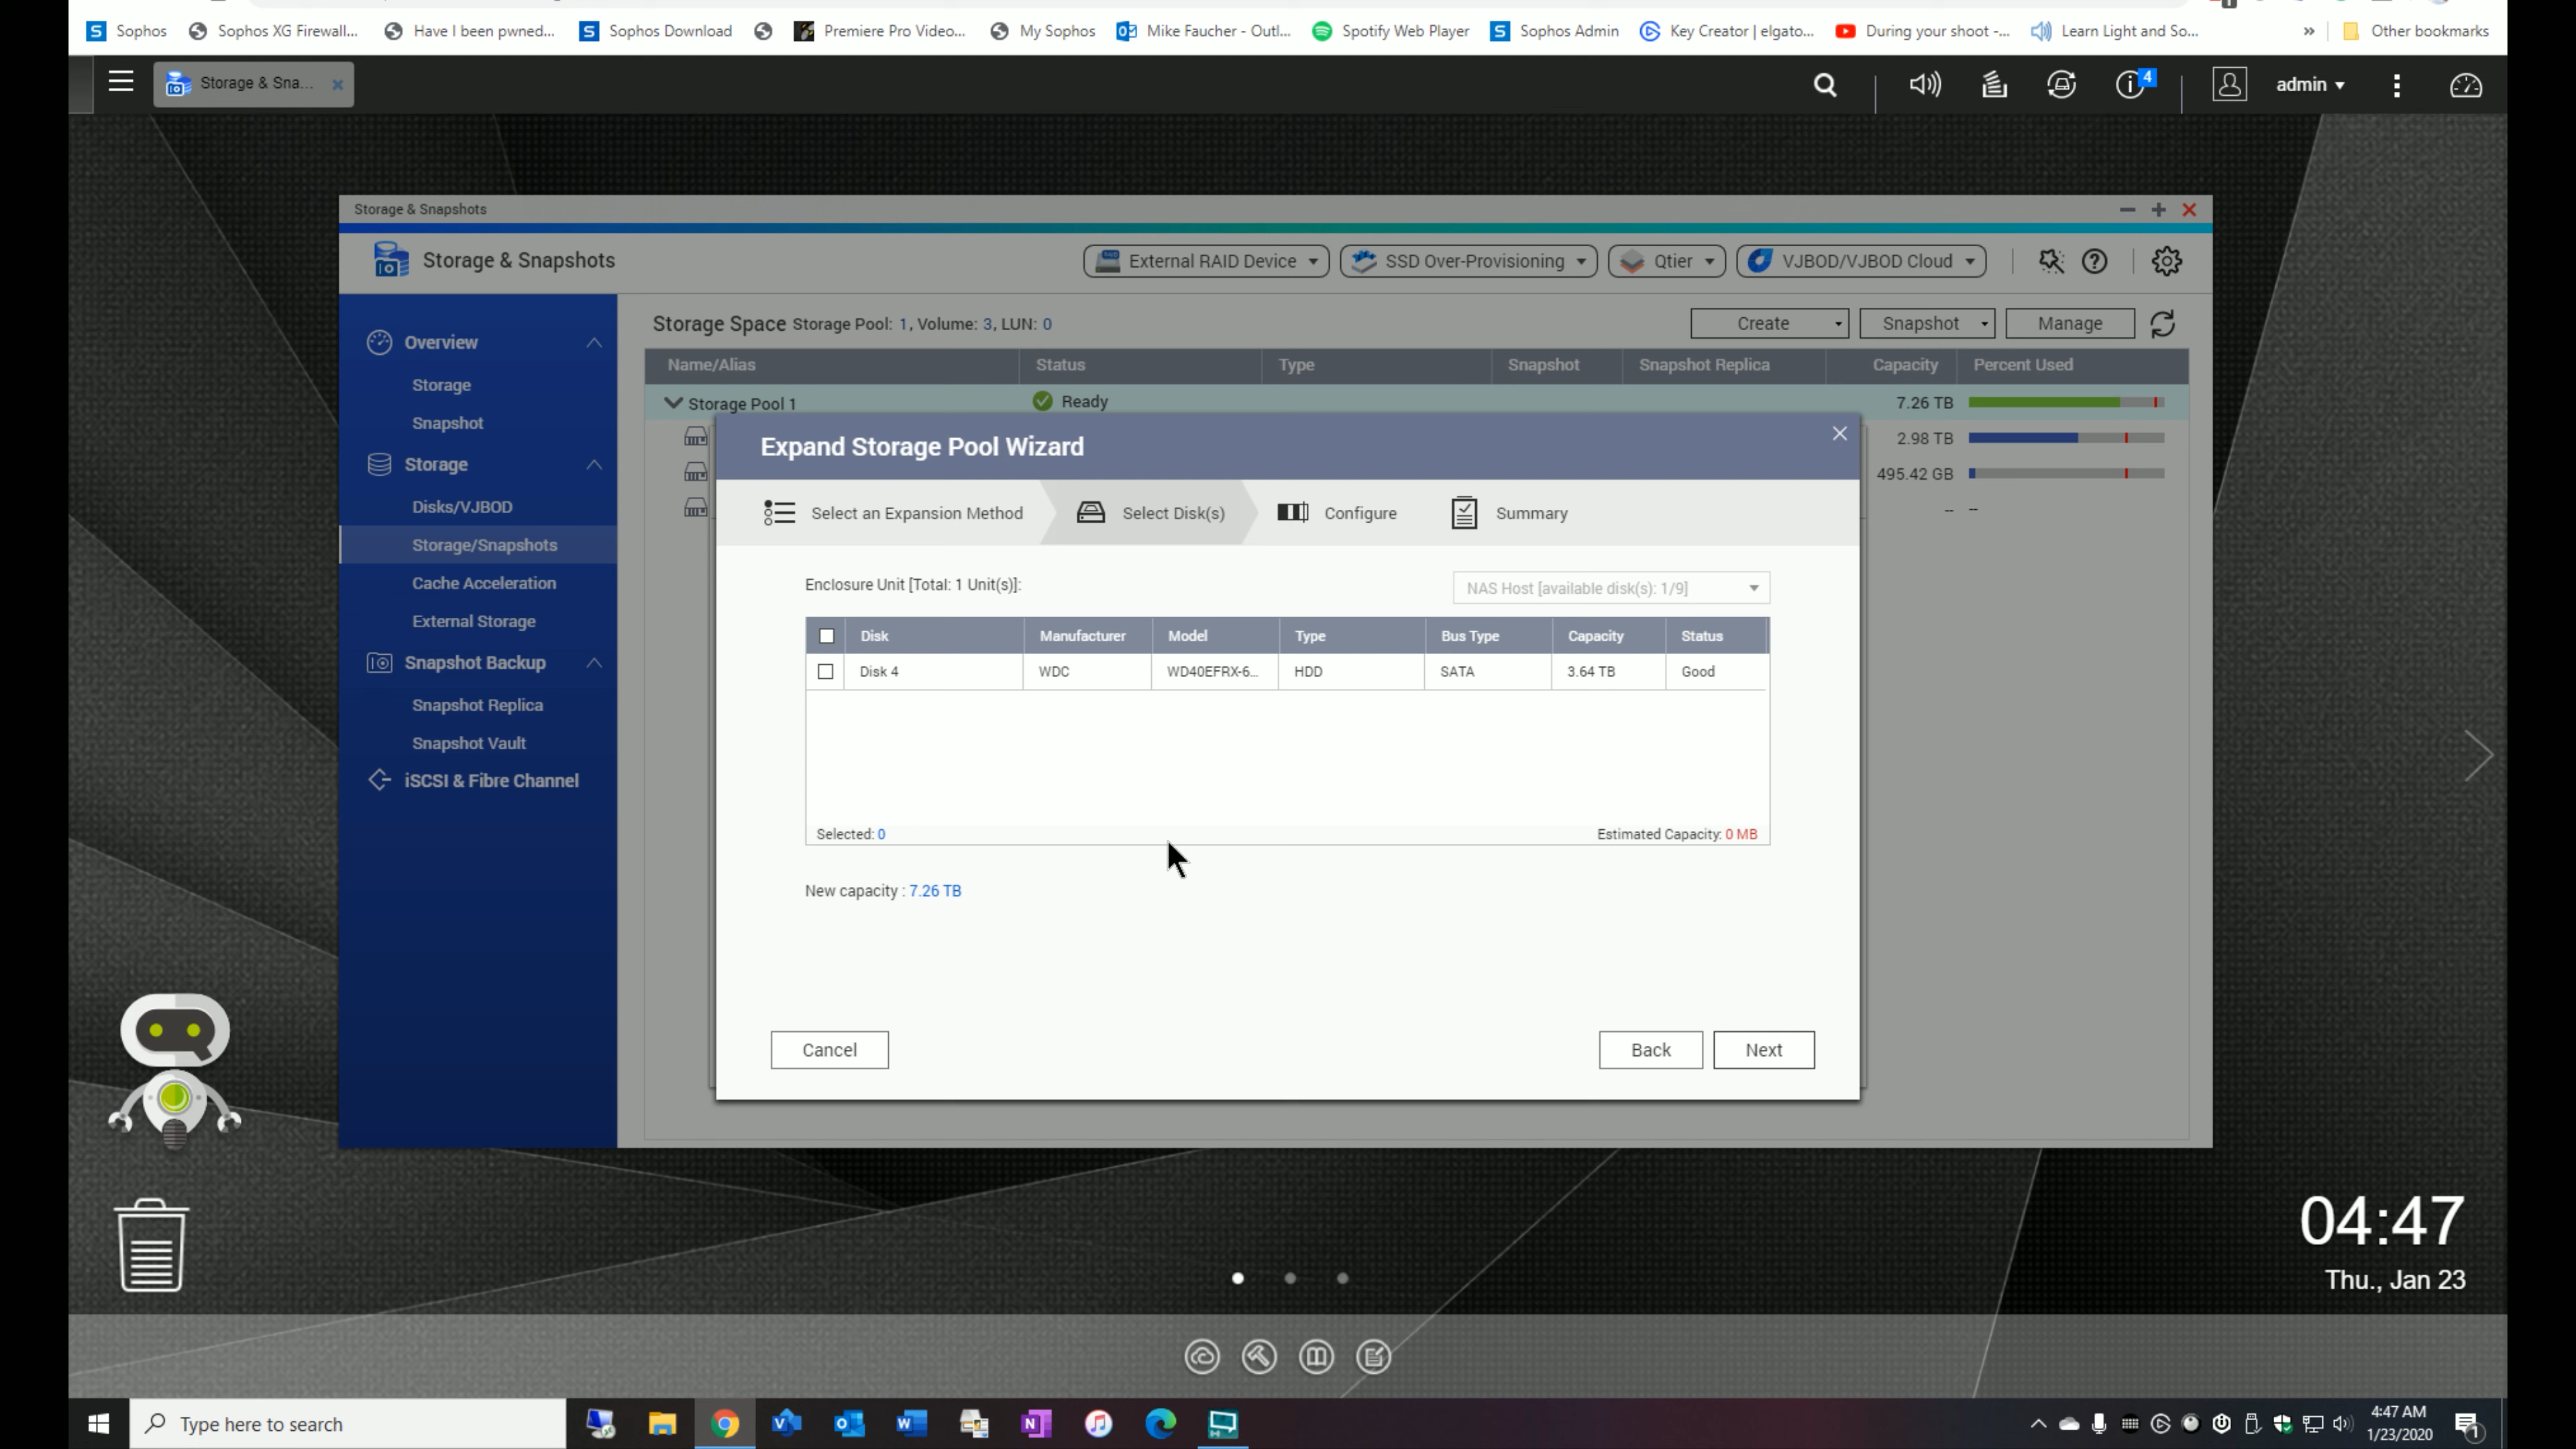 Sophos Sophos XG Firewall... Have I been pwned... Sophos Download Premiere Pro Video... My Sophos Mike Faucher - Outl... Spotify Web Player Sophos Admin Key Creator | elgato... During your shoot -... Learn Light and So... » Other bookmarks
Storage & Sna... × 4 admin
Storage & Snapshots
Storage & Snapshots External RAID Device SSD Over-Provisioning Qtier VJBOD/VJBOD Cloud
Overview
Storage
Snapshot
Storage
Disks/VJBOD
Storage/Snapshots
Cache Acceleration
External Storage
Snapshot Backup
Snapshot Replica
Snapshot Vault
iSCSI & Fibre Channel
Storage Space Storage Pool: 1, Volume: 3, LUN: 0 Create Snapshot Manage
Name/Alias Status Type Snapshot Snapshot Replica Capacity Percent Used
Storage Pool 1 Ready 7.26 TB
2.98 TB
495.42 GB
-- --
Expand Storage Pool Wizard
Select an Expansion Method Select Disk(s) Configure Summary
Enclosure Unit [Total: 1 Unit(s)]: NAS Host [available disk(s): 1/9]
Disk Manufacturer Model Type Bus Type Capacity Status
Disk 4 WDC WD40EFRX-6... HDD SATA 3.64 TB Good
Selected: 0 Estimated Capacity: 0 MB
New capacity : 7.26 TB
Cancel Back Next
04:47
Thu., Jan 23
Type here to search
4:47 AM
1/23/2020
1